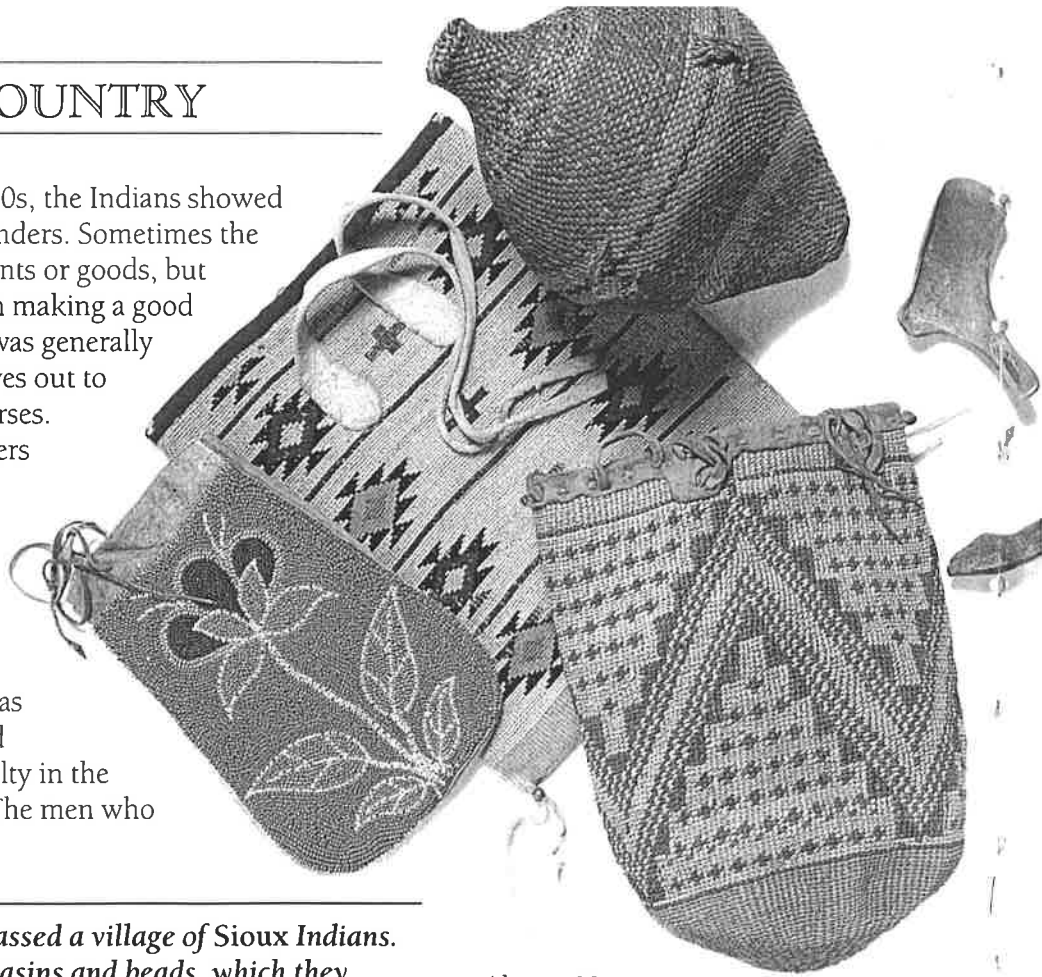 OUNTRY
0s, the Indians showed
nders. Sometimes the
nts or goods, but
n making a good
was generally
ves out to
rses.
ers
as
d
lty in the
The men who
assed a village of Sioux Indians.
asins and beads, which they